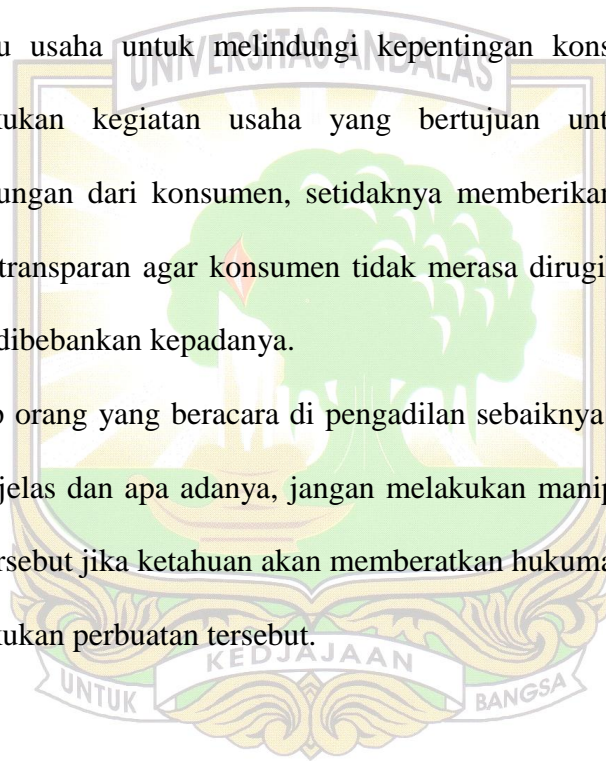 UNIVERSITAS ANDALAS
u usaha untuk melindungi kepentingan kons
ukan kegiatan usaha yang bertujuan unt
ungan dari konsumen, setidaknya memberikan
transparan agar konsumen tidak merasa dirugi
dibebankan kepadanya.
orang yang beracara di pengadilan sebaiknya
jelas dan apa adanya, jangan melakukan manip
rsebut jika ketahuan akan memberatkan hukuma
ukan perbuatan tersebut.
UNTUK KEDJAJAAN BANGSA